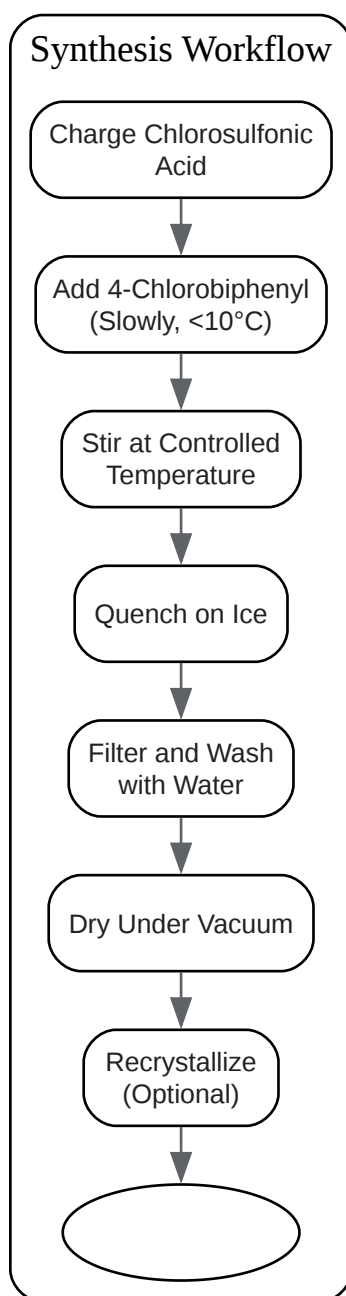 Synthesis Workflow
Charge Chlorosulfonic
Acid
Add 4-Chlorobiphenyl
(Slowly, <10°C)
Stir at Controlled
Temperature
Quench on Ice
Filter and Wash
with Water
Dry Under Vacuum
Recrystallize
(Optional)